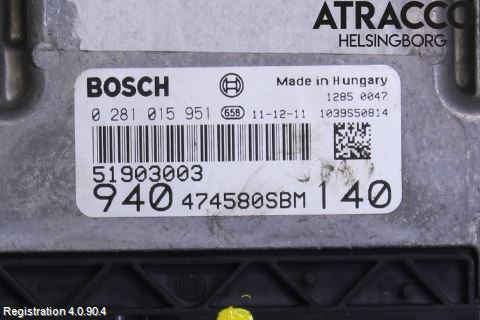 ATRACCO
HELSINGBORG
BOSCH Made in Hungary
1285 0047
0 281 015 951 658 11-12-11 1039S50814
51903003
940 474580SBM 140
Registration 4.0.90.4